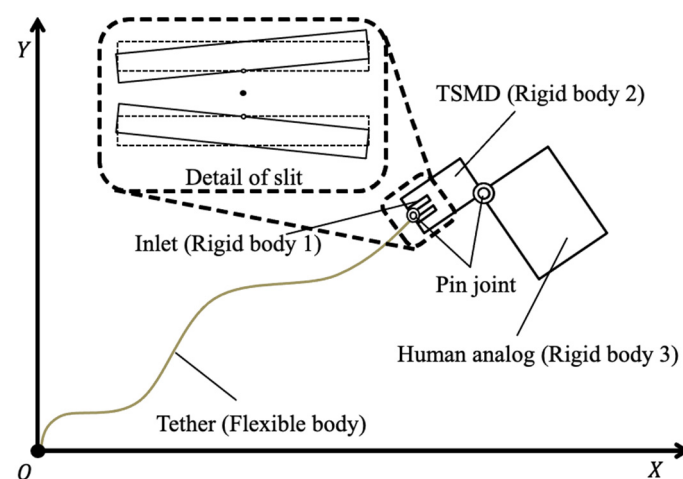 Y
TSMD (Rigid body 2)
Detail of slit
Inlet (Rigid body 1)
Pin joint
Human analog (Rigid body 3)
Tether (Flexible body)
O
X